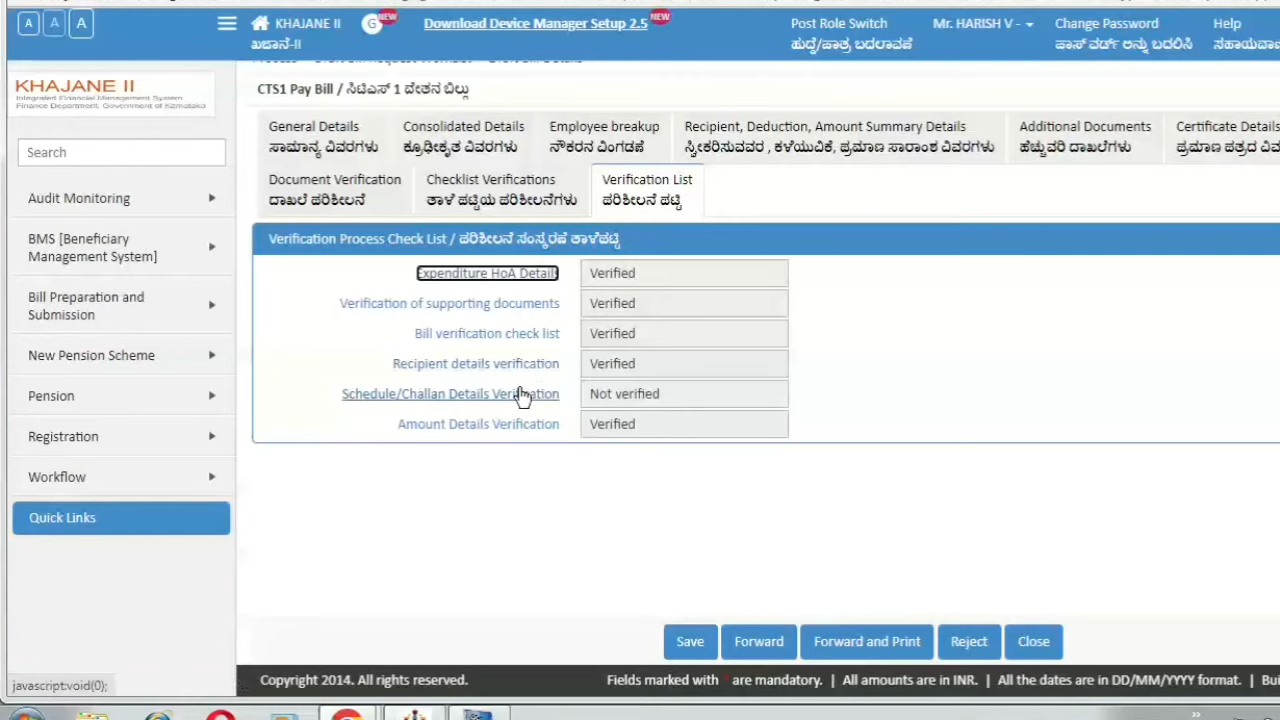 A A A KHAJANE II G NEW Download Device Manager Setup 2.5 NEW Post Role Switch Mr. HARISH V - Change Password Help
ಖಜಾನೆ-II ಹುದ್ದೆ/ಪಾತ್ರ ಬದಲಾವಣೆ ಪಾಸ್ ವರ್ಡ್ ಅನ್ನು ಬದಲಿಸಿ
KHAJANE II
Integrated Financial Management System
Finance Department, Government of Karnataka
Search
Audit Monitoring
BMS [Beneficiary
Management System]
Bill Preparation and
Submission
New Pension Scheme
Pension
Registration
Workflow
Quick Links
CTS1 Pay Bill / ಸಿಟಿಎಸ್ 1 ವೇತನ ಬಿಲ್ಲು
General Details Consolidated Details Employee breakup Recipient, Deduction, Amount Summary Details Additional Documents Certificate Details
ಸಾಮಾನ್ಯ ವಿವರಗಳು ಕ್ರೂಢೀಕೃತ ವಿವರಗಳು ನೌಕರನ ವಿಂಗಡಣೆ ಸ್ವೀಕರಿಸುವವರ , ಕಳೆಯುವಿಕೆ, ಪ್ರಮಾಣ ಸಾರಾಂಶ ವಿವರಗಳು ಹೆಚ್ಚುವರಿ ದಾಖಲೆಗಳು ಪ್ರಮಾಣ ಪತ್ರದ
Document Verification Checklist Verifications Verification List
ದಾಖಲೆ ಪರಿಶೀಲನೆ ತಾಳೆ ಪಟ್ಟಿಯ ಪರಿಶೀಲನೆಗಳು ಪರಿಶೀಲನೆ ಪಟ್ಟಿ
Verification Process Check List / ಪರಿಶೀಲನೆ ಸಂಸ್ಕರಣೆ ತಾಳೆಪಟ್ಟಿ
Expenditure HoA Details Verified
Verification of supporting documents Verified
Bill verification check list Verified
Recipient details verification Verified
Schedule/Challan Details Verification Not verified
Amount Details Verification Verified
Save Forward Forward and Print Reject Close
Copyright 2014. All rights reserved. Fields marked with * are mandatory. | All amounts are in INR. | All the dates are in DD/MM/YYYY format. |
javascript:void(0);